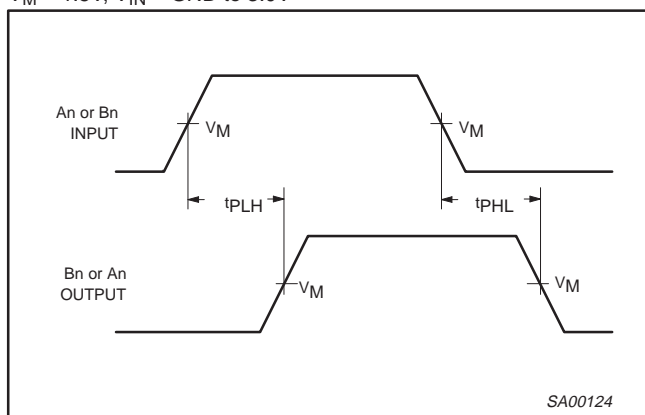 An or Bn
INPUT
VM
VM
tPLH
tPHL
Bn or An
OUTPUT
VM
VM
SA00124